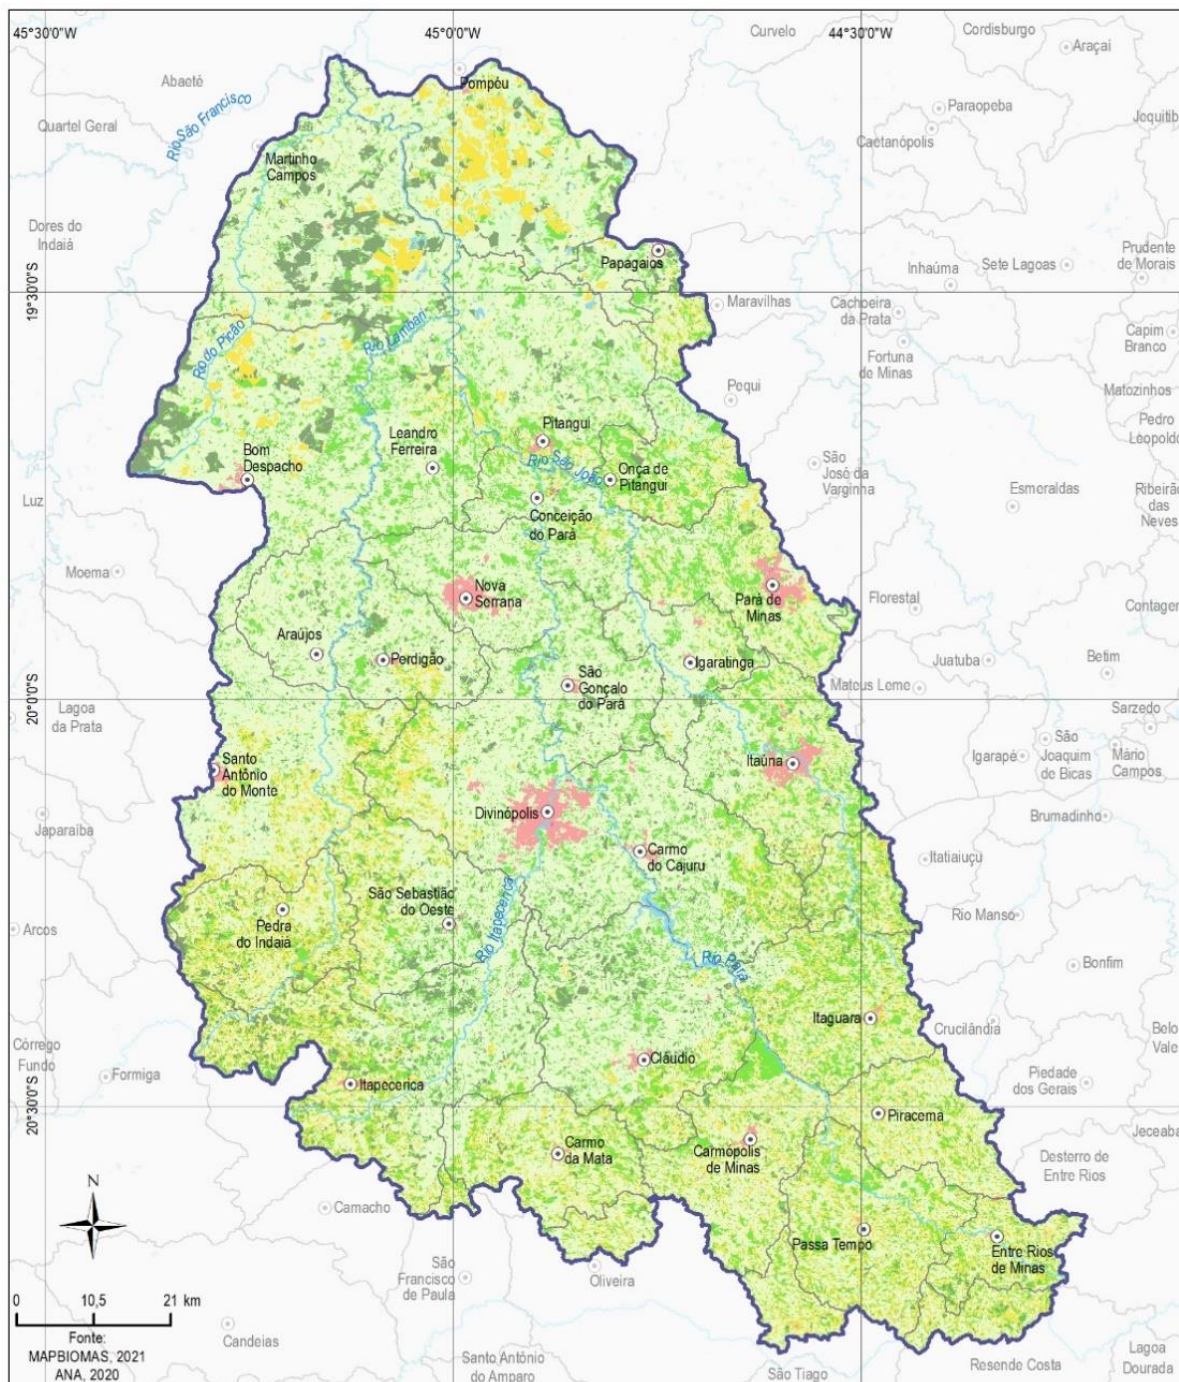 45°30'0"W
45°0'0"W
44°30'0"W
Curvelo
Cordisburgo
Araçaí
Abaeté
Pompéu
Rio São Francisco
Paraopeba
Quartel Geral
Caetanópolis
Martinho
Campos
Dores do
Indaiá
Papagaios
Inhaúma
Sete Lagoas
Prudente
de Morais
19°30'0"S
Maravilhas
Cachoeira
da Prata
Capim
Branco
Rio do Picão
Fortuna
de Minas
Pequi
Matozinhos
Pedro
Leopoldo
Leandro
Ferreira
Pitangui
Bom
Despacho
Rio São João
Onça de
Pitangui
São
José da
Varginha
Luz
Esmeraldas
Ribeirão
das
Neves
Conceição
do Pará
Moema
Nova
Serrana
Pará de
Minas
Florestal
Contagem
Araújos
Perdigão
Igaratinga
Juatuba
Betim
São
Gonçalo
do Pará
Mateus Leme
20°0'0"S
Lagoa
da Prata
Sarzedo
Santo
Antônio
do Monte
Itaúna
Igarapé
São
Joaquim
de Bicas
Mário
Campos
Japaraíba
Divinópolis
Brumadinho
Carmo
do Cajuru
Itatiaiuçu
São Sebastião
do Oeste
Pedra
do Indaiá
Rio Manso
Arcos
Rio Itapecerica
Rio Pará
Bonfim
Itaguara
Crucilândia
Belo
Vale
Córrego
Fundo
Formiga
Cláudio
Itapecerica
Piedade
dos Gerais
20°30'0"S
Piracema
Jeceaba
Carmo
da Mata
Carmópolis
de Minas
Desterro de
Entre Rios
N
Camacho
Passa Tempo
Entre Rios
de Minas
São
Francisco
de Paula
Oliveira
0 10,5 21 km
Fonte:
MAPBIOMAS, 2021
ANA, 2020
Candeias
Santo Antônio
do Amparo
São Tiago
Resende Costa
Lagoa
Dourada